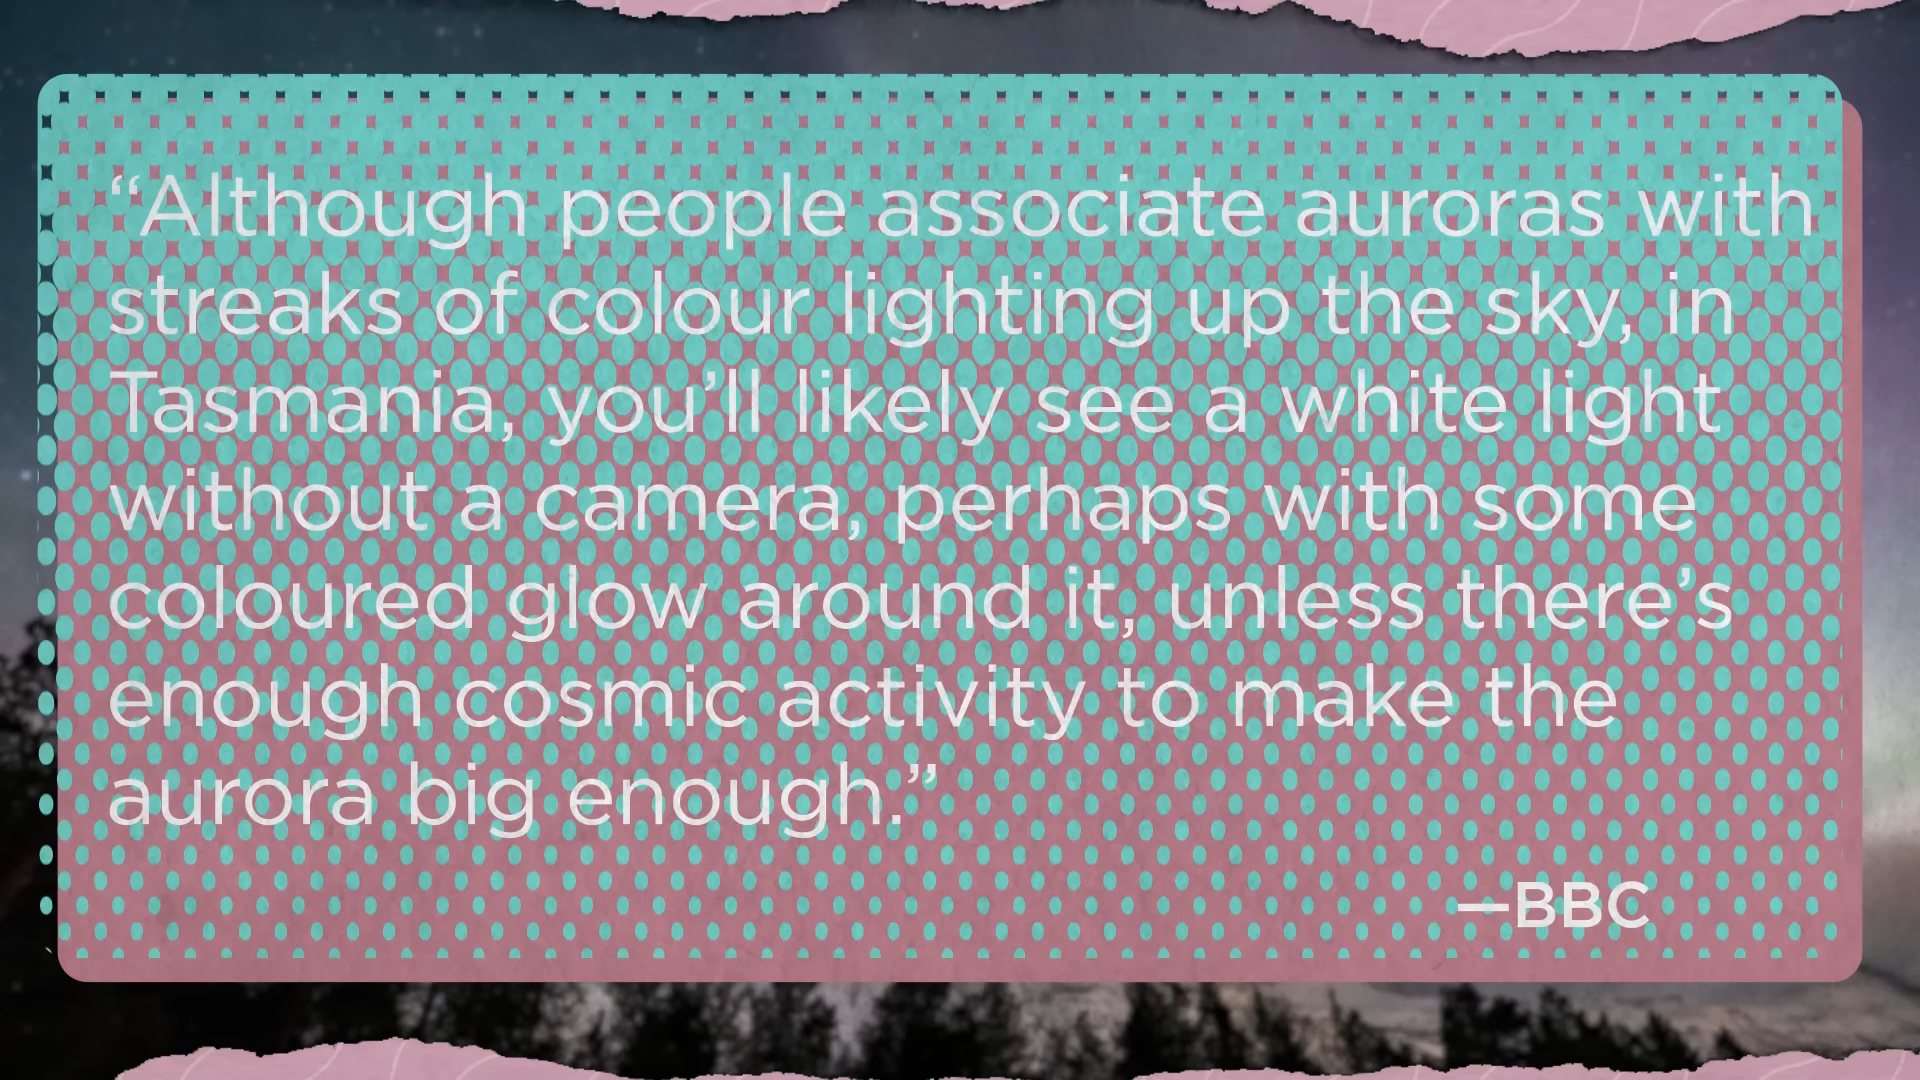 “Although people associate auroras with
streaks of colour lighting up the sky, in
Tasmania, you’ll likely see a white light
without a camera, perhaps with some
coloured glow around it, unless there’s
enough cosmic activity to make the
aurora big enough.”
—BBC